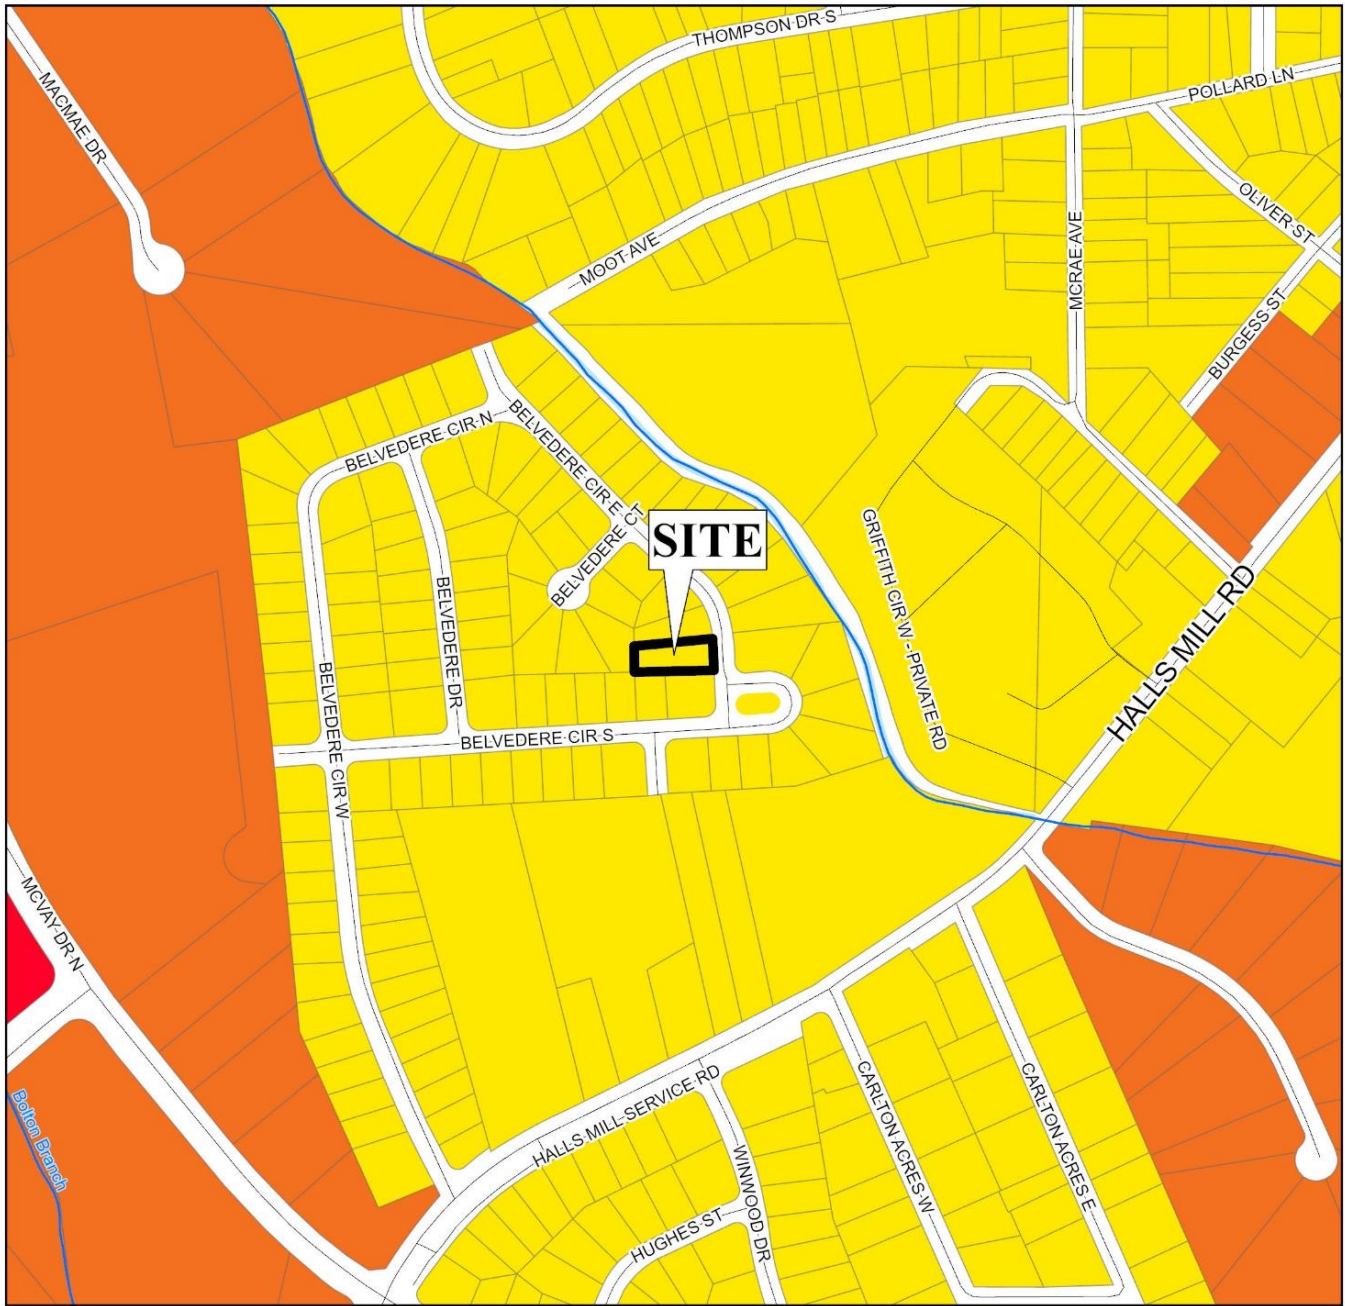 THOMPSON DR S
MACMAE DR
POLLARD LN
OLIVER ST
MOOT AVE
MCRAE AVE
BURGESS ST
BELVEDERE CIR N
BELVEDERE CIR E
BELVEDERE CT
SITE
GRIFFITH CIR W - PRIVATE RD
HALLS MILL RD
BELVEDERE DR
BELVEDERE CIR W
BELVEDERE CIR S
MCVAY DR N
Bolton Branch
HALLS MILL SERVICE RD
CARLTON ACRES W
CARLTON ACRES E
WINWOOD DR
HUGHES ST